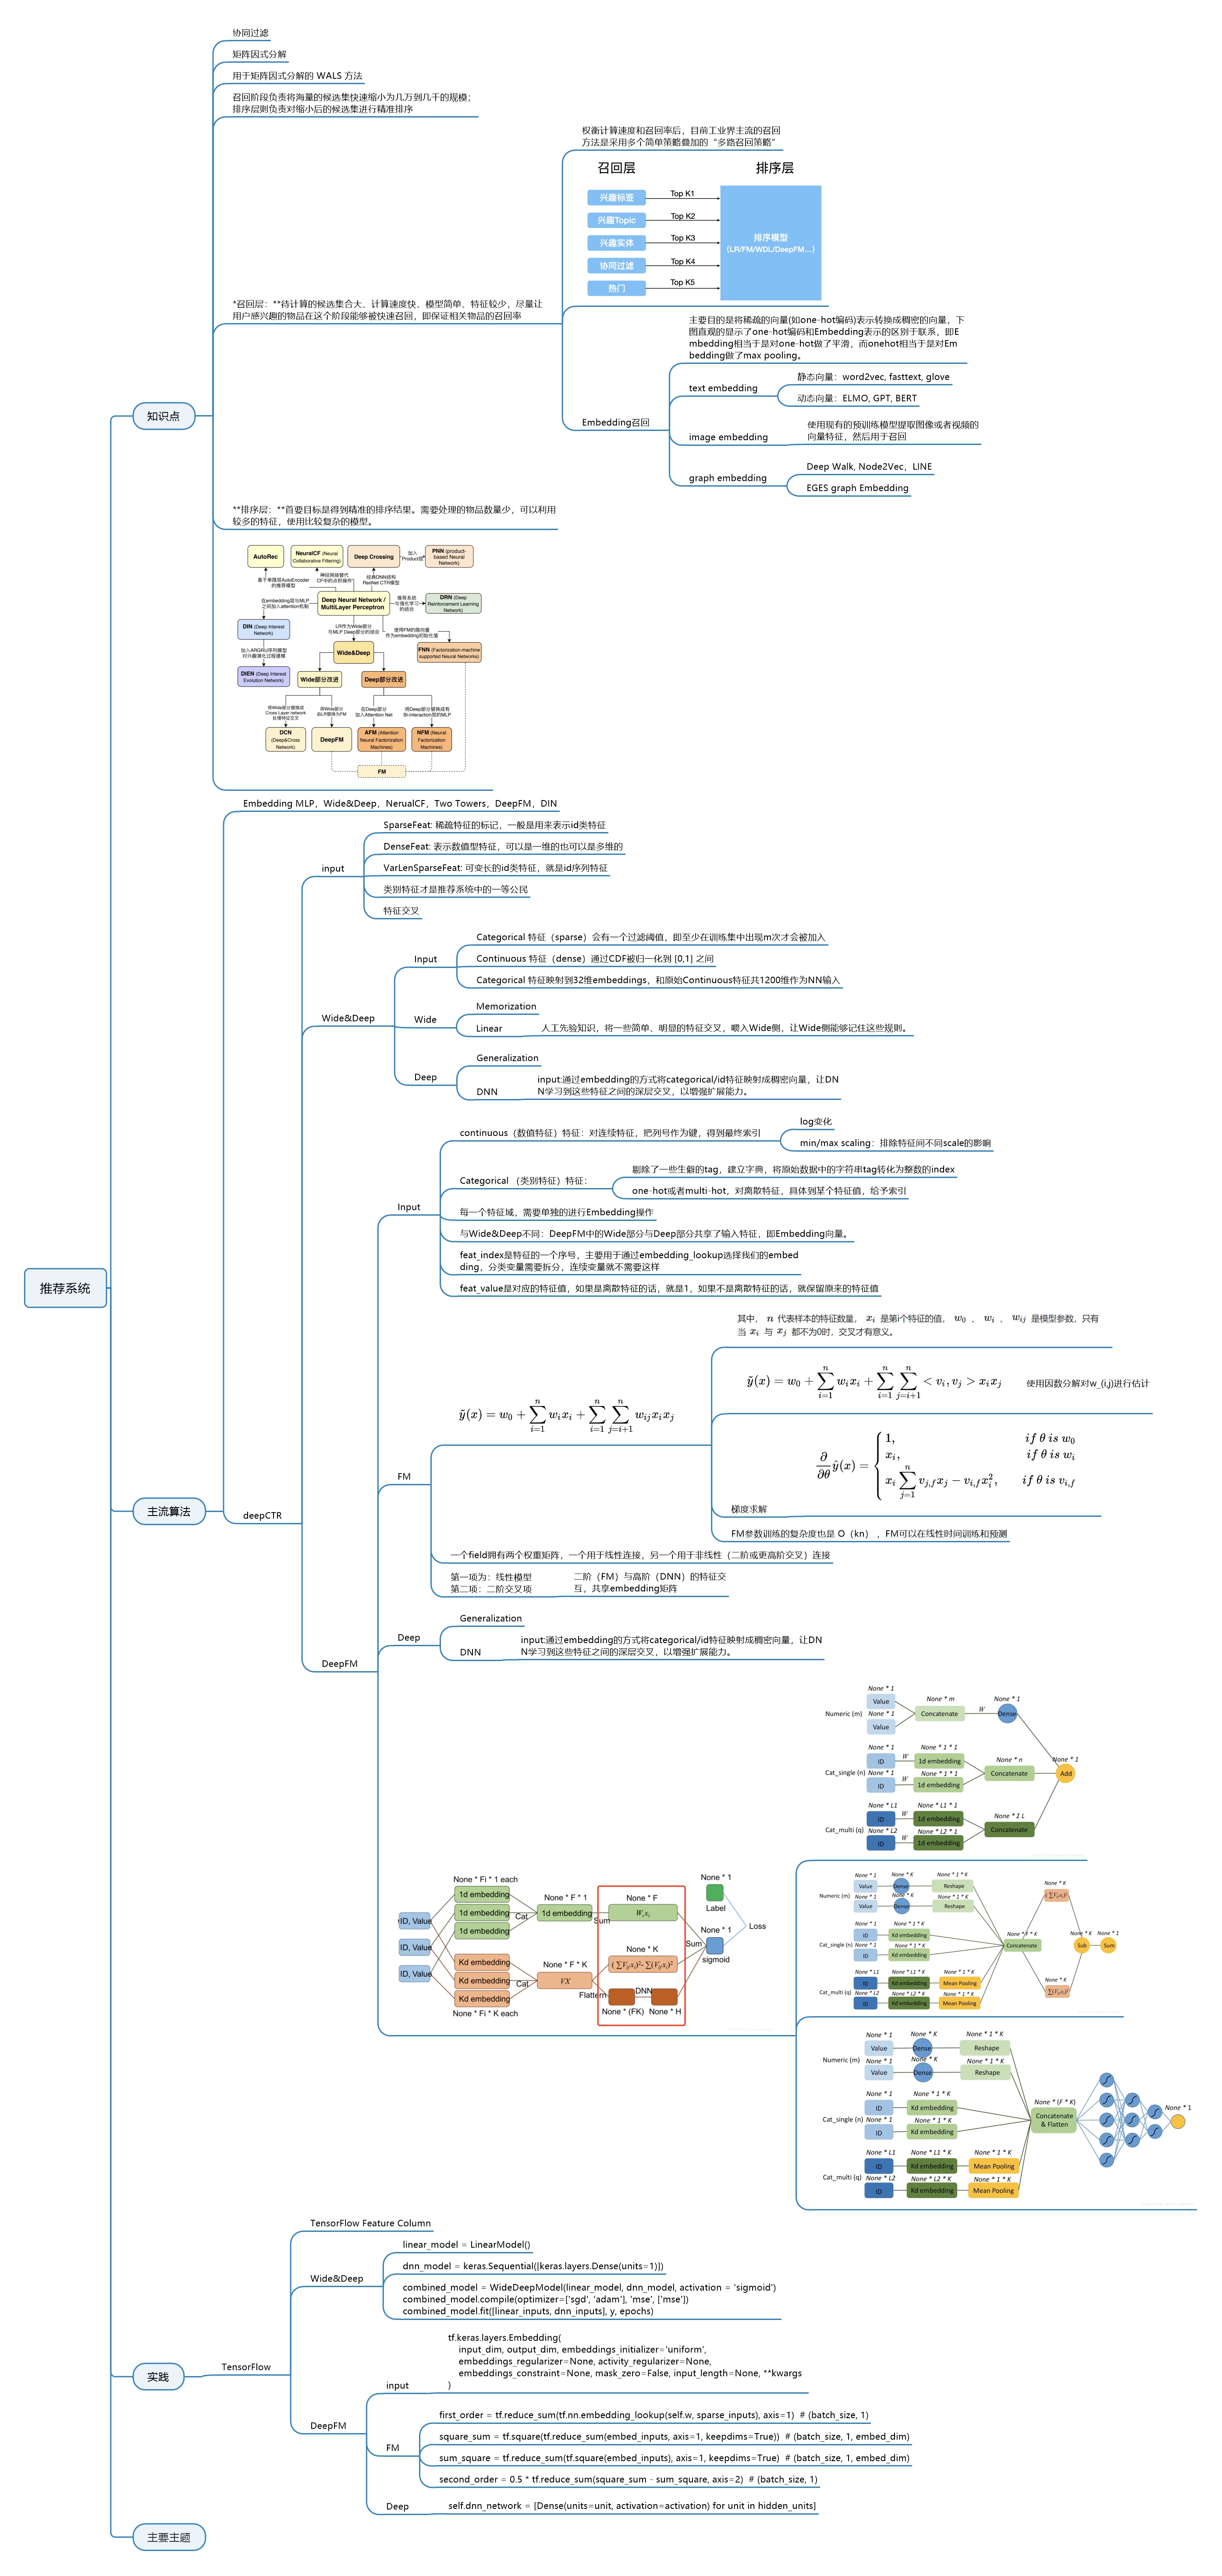 推荐系统
知识点
协同过滤
矩阵因式分解
用于矩阵因式分解的 WALS 方法
召回阶段负责将海量的候选集快速缩小为几万到几千的规模；
排序层则负责对缩小后的候选集进行精准排序
*召回层：**待计算的候选集合大、计算速度快、模型简单、特征较少，尽量让
用户感兴趣的物品在这个阶段能够被快速召回，即保证相关物品的召回率
权衡计算速度和召回率后，目前工业界主流的召回
方法是采用多个简单策略叠加的“多路召回策略”
召回层
排序层
兴趣标签
Top K1
兴趣Topic
Top K2
兴趣实体
Top K3
协同过滤
Top K4
热门
Top K5
排序模型
(LR/FM/WDL/DeepFM...)
Embedding召回
主要目的是将稀疏的向量(如one-hot编码)表示转换成稠密的向量，下
图直观的显示了one-hot编码和Embedding表示的区别于联系，即E
mbedding相当于是对one-hot做了平滑，而onehot相当于是对Em
bedding做了max pooling。
text embedding
静态向量：word2vec, fasttext, glove
动态向量：ELMO, GPT, BERT
image embedding
使用现有的预训练模型提取图像或者视频的
向量特征，然后用于召回
graph embedding
Deep Walk, Node2Vec，LINE
EGES graph Embedding
**排序层：**首要目标是得到精准的排序结果。需要处理的物品数量少，可以利用
较多的特征，使用比较复杂的模型。
AutoRec
NeuralCF (Neural
Collaborative Filtering)
Deep Crossing
加入
Product层
PNN (product-
based Neural
Network)
基于单隐层AutoEncoder
的推荐模型
神经网络替代
CF中的点积操作
经典DNN结构
ResNet CTR模型
在embedding层与MLP
之间加入attention机制
Deep Neural Network /
MultiLayer Perceptron
推荐系统
与强化学习
的结合
DRN (Deep
Reinforcement Learning
Network)
DIN (Deep Interest
Network)
LR作为Wide部分
与MLP Deep部分的结合
使用FM的隐向量
作为embedding初始化值
加入ARGRU序列模型
对兴趣演化过程建模
Wide&Deep
FNN (Factorization-machine
supported Neural Networks)
DIEN (Deep Interest
Evolution Network)
Wide部分改进
Deep部分改进
将Wide部分替换成
Cross Layer network
处理特征交叉
将Wide部分
由LR替换为FM
在Deep部分
加入Attention Net
将Deep部分替换成有
Bi-interaction层的MLP
DCN
(Deep&Cross
Network)
DeepFM
AFM (Attention
Neural Factorization
Machines)
NFM (Neural
Factorization
Machines)
FM
主流算法
Embedding MLP，Wide&Deep，NerualCF，Two Towers，DeepFM，DIN
deepCTR
input
SparseFeat: 稀疏特征的标记，一般是用来表示id类特征
DenseFeat: 表示数值型特征，可以是一维的也可以是多维的
VarLenSparseFeat: 可变长的id类特征，就是id序列特征
类别特征才是推荐系统中的一等公民
特征交叉
Wide&Deep
Input
Categorical 特征（sparse）会有一个过滤阈值，即至少在训练集中出现m次才会被加入
Continuous 特征（dense）通过CDF被归一化到 [0,1] 之间
Categorical 特征映射到32维embeddings，和原始Continuous特征共1200维作为NN输入
Wide
Memorization
Linear
人工先验知识，将一些简单、明显的特征交叉，喂入Wide侧，让Wide侧能够记住这些规则。
Deep
Generalization
DNN
input:通过embedding的方式将categorical/id特征映射成稠密向量，让DN
N学习到这些特征之间的深层交叉，以增强扩展能力。
DeepFM
Input
continuous（数值特征）特征：对连续特征，把列号作为键，得到最终索引
log变化
min/max scaling：排除特征间不同scale的影响
Categorical （类别特征）特征：
剔除了一些生僻的tag，建立字典，将原始数据中的字符串tag转化为整数的index
one-hot或者multi-hot，对离散特征，具体到某个特征值，给予索引
每一个特征域，需要单独的进行Embedding操作
与Wide&Deep不同：DeepFM中的Wide部分与Deep部分共享了输入特征，即Embedding向量。
feat_index是特征的一个序号，主要用于通过embedding_lookup选择我们的embed
ding，分类变量需要拆分，连续变量就不需要这样
feat_value是对应的特征值，如果是离散特征的话，就是1，如果不是离散特征的话，就保留原来的特征值
FM
ỹ(x) = w_0 + ∑_{i=1}^{n} w_i x_i + ∑_{i=1}^{n} ∑_{j=i+1}^{n} w_{ij} x_i x_j
其中， n 代表样本的特征数量， x_i 是第i个特征的值， w_0 、 w_i 、 w_{ij} 是模型参数，只有
当 x_i 与 x_j 都不为0时，交叉才有意义。
ỹ(x) = w_0 + ∑_{i=1}^{n} w_i x_i + ∑_{i=1}^{n} ∑_{j=i+1}^{n} < v_i, v_j > x_i x_j
使用因数分解对w_(i,j)进行估计
∂/∂θ ŷ(x) = {
1, if θ is w_0
x_i, if θ is w_i
x_i ∑_{j=1}^{n} v_{j,f} x_j − v_{i,f} x_i^2, if θ is v_{i,f}
梯度求解
FM参数训练的复杂度也是 O（kn），FM可以在线性时间训练和预测
一个field拥有两个权重矩阵，一个用于线性连接，另一个用于非线性（二阶或更高阶交叉）连接
第一项为：线性模型
第二项：二阶交叉项
二阶（FM）与高阶（DNN）的特征交
互，共享embedding矩阵
Deep
Generalization
DNN
input:通过embedding的方式将categorical/id特征映射成稠密向量，让DN
N学习到这些特征之间的深层交叉，以增强扩展能力。
None * Fi * 1 each
1d embedding
1d embedding
1d embedding
ID, Value
ID, Value
ID, Value
Cat
None * F * 1
1d embedding
Sum
None * F
W_i x_i
None * 1
Label
Loss
None * 1
sigmoid
Sum
Kd embedding
Kd embedding
Kd embedding
None * Fi * K each
Cat
None * F * K
VX
Flattern
None * K
(∑V_{ij}x_i)²-∑(V_{ij}x_i)²
DNN
None * (FK)
None * H
None * 1
Value
None * 1
Value
Numeric (m)
None * m
Concatenate
W
None * 1
Dense
None * 1
ID
W
None * 1 * 1
1d embedding
Cat_single (n)
None * 1
ID
W
None * 1 * 1
1d embedding
None * n
Concatenate
None * 1
Add
None * L1
ID
W
None * L1 * 1
1d embedding
Cat_multi (q)
None * L2
ID
W
None * L2 * 1
1d embedding
None * Σ L
Concatenate
None * 1
Value
None * K
Dense
None * 1 * K
Reshape
Numeric (m)
None * 1
Value
None * K
Dense
None * 1 * K
Reshape
None * 1
ID
None * 1 * K
Kd embedding
Cat_single (n)
None * 1
ID
None * 1 * K
Kd embedding
None * L1
ID
None * L1 * K
Kd embedding
None * 1 * K
Mean Pooling
Cat_multi (q)
None * L2
ID
None * L2 * K
Kd embedding
None * 1 * K
Mean Pooling
None * F * K
Concatenate
None * K
None * K
None * K
Sub
None * 1
Sum
None * 1
Value
None * K
Dense
None * 1 * K
Reshape
Numeric (m)
None * 1
Value
None * K
Dense
None * 1 * K
Reshape
None * 1
ID
None * 1 * K
Kd embedding
Cat_single (n)
None * 1
ID
None * 1 * K
Kd embedding
None * L1
ID
None * L1 * K
Kd embedding
None * 1 * K
Mean Pooling
Cat_multi (q)
None * L2
ID
None * L2 * K
Kd embedding
None * 1 * K
Mean Pooling
None * (F * K)
Concatenate
& Flatten
None * 1
实践
TensorFlow
TensorFlow Feature Column
Wide&Deep
linear_model = LinearModel()
dnn_model = keras.Sequential([keras.layers.Dense(units=1)])
combined_model = WideDeepModel(linear_model, dnn_model, activation = 'sigmoid')
combined_model.compile(optimizer=['sgd', 'adam'], 'mse', ['mse'])
combined_model.fit([linear_inputs, dnn_inputs], y, epochs)
DeepFM
input
tf.keras.layers.Embedding(
input_dim, output_dim, embeddings_initializer='uniform',
embeddings_regularizer=None, activity_regularizer=None,
embeddings_constraint=None, mask_zero=False, input_length=None, **kwargs
)
FM
first_order = tf.reduce_sum(tf.nn.embedding_lookup(self.w, sparse_inputs), axis=1) # (batch_size, 1)
square_sum = tf.square(tf.reduce_sum(embed_inputs, axis=1, keepdims=True)) # (batch_size, 1, embed_dim)
sum_square = tf.reduce_sum(tf.square(embed_inputs), axis=1, keepdims=True) # (batch_size, 1, embed_dim)
second_order = 0.5 * tf.reduce_sum(square_sum - sum_square, axis=2) # (batch_size, 1)
Deep
self.dnn_network = [Dense(units=unit, activation=activation) for unit in hidden_units]
主要主题